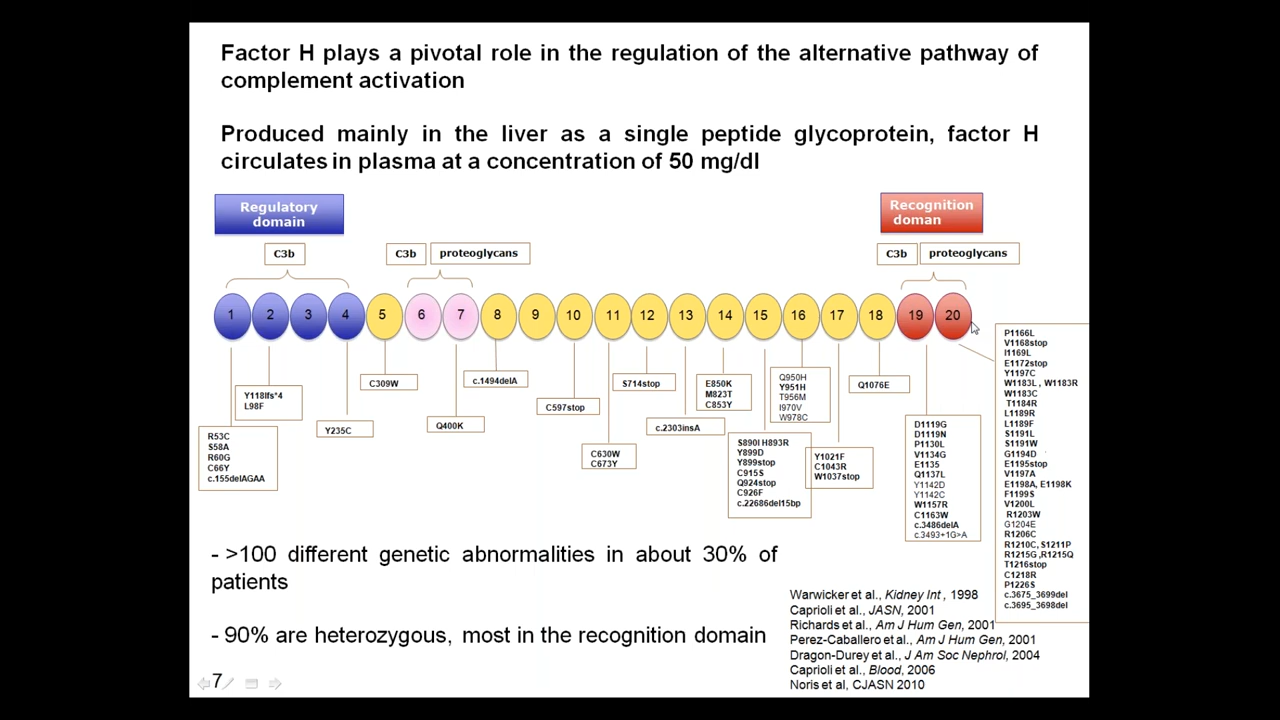 Factor H plays a pivotal role in the regulation of the alternative pathway of
complement activation
Produced mainly in the liver as a single peptide glycoprotein, factor H
circulates in plasma at a concentration of 50 mg/dl
Regulatory
domain
Recognition
doman
C3b
C3b
proteoglycans
C3b
proteoglycans
1 2 3 4 5 6 7 8 9 10 11 12 13 14 15 16 17 18 19 20
R53C
S58A
R60G
C66Y
c.155delAGAA
Y118Ifs*4
L98F
Y235C
C309W
Q400K
c.1494delA
C597stop
C630W
C673Y
S714stop
c.2303insA
E850K
M823T
C853Y
S890I H893R
Y899D
Y899stop
C915S
Q924stop
C926F
c.22686del15bp
Q950H
Y951H
T956M
I970V
W978C
Y1021F
C1043R
W1037stop
Q1076E
D1119G
D1119N
P1130L
V1134G
E1135
Q1137L
Y1142D
Y1142C
W1157R
C1163W
c.3486delA
c.3493+1G>A
P1166L
V1168stop
I1169L
E1172stop
Y1197C
W1183L , W1183R
W1183C
T1184R
L1189R
L1189F
S1191L
S1191W
G1194D
E1195stop
V1197A
E1198A, E1198K
F1199S
V1200L
R1203W
G1204E
R1206C
R1210C, S1211P
R1215G ,R1215Q
T1216stop
C1218R
P1226S
c.3675_3699del
c.3695_3698del
- >100 different genetic abnormalities in about 30% of
patients
- 90% are heterozygous, most in the recognition domain
Warwicker et al., Kidney Int , 1998
Caprioli et al., JASN, 2001
Richards et al., Am J Hum Gen, 2001
Perez-Caballero et al., Am J Hum Gen, 2001
Dragon-Durey et al., J Am Soc Nephrol, 2004
Caprioli et al., Blood, 2006
Noris et al, CJASN 2010
7